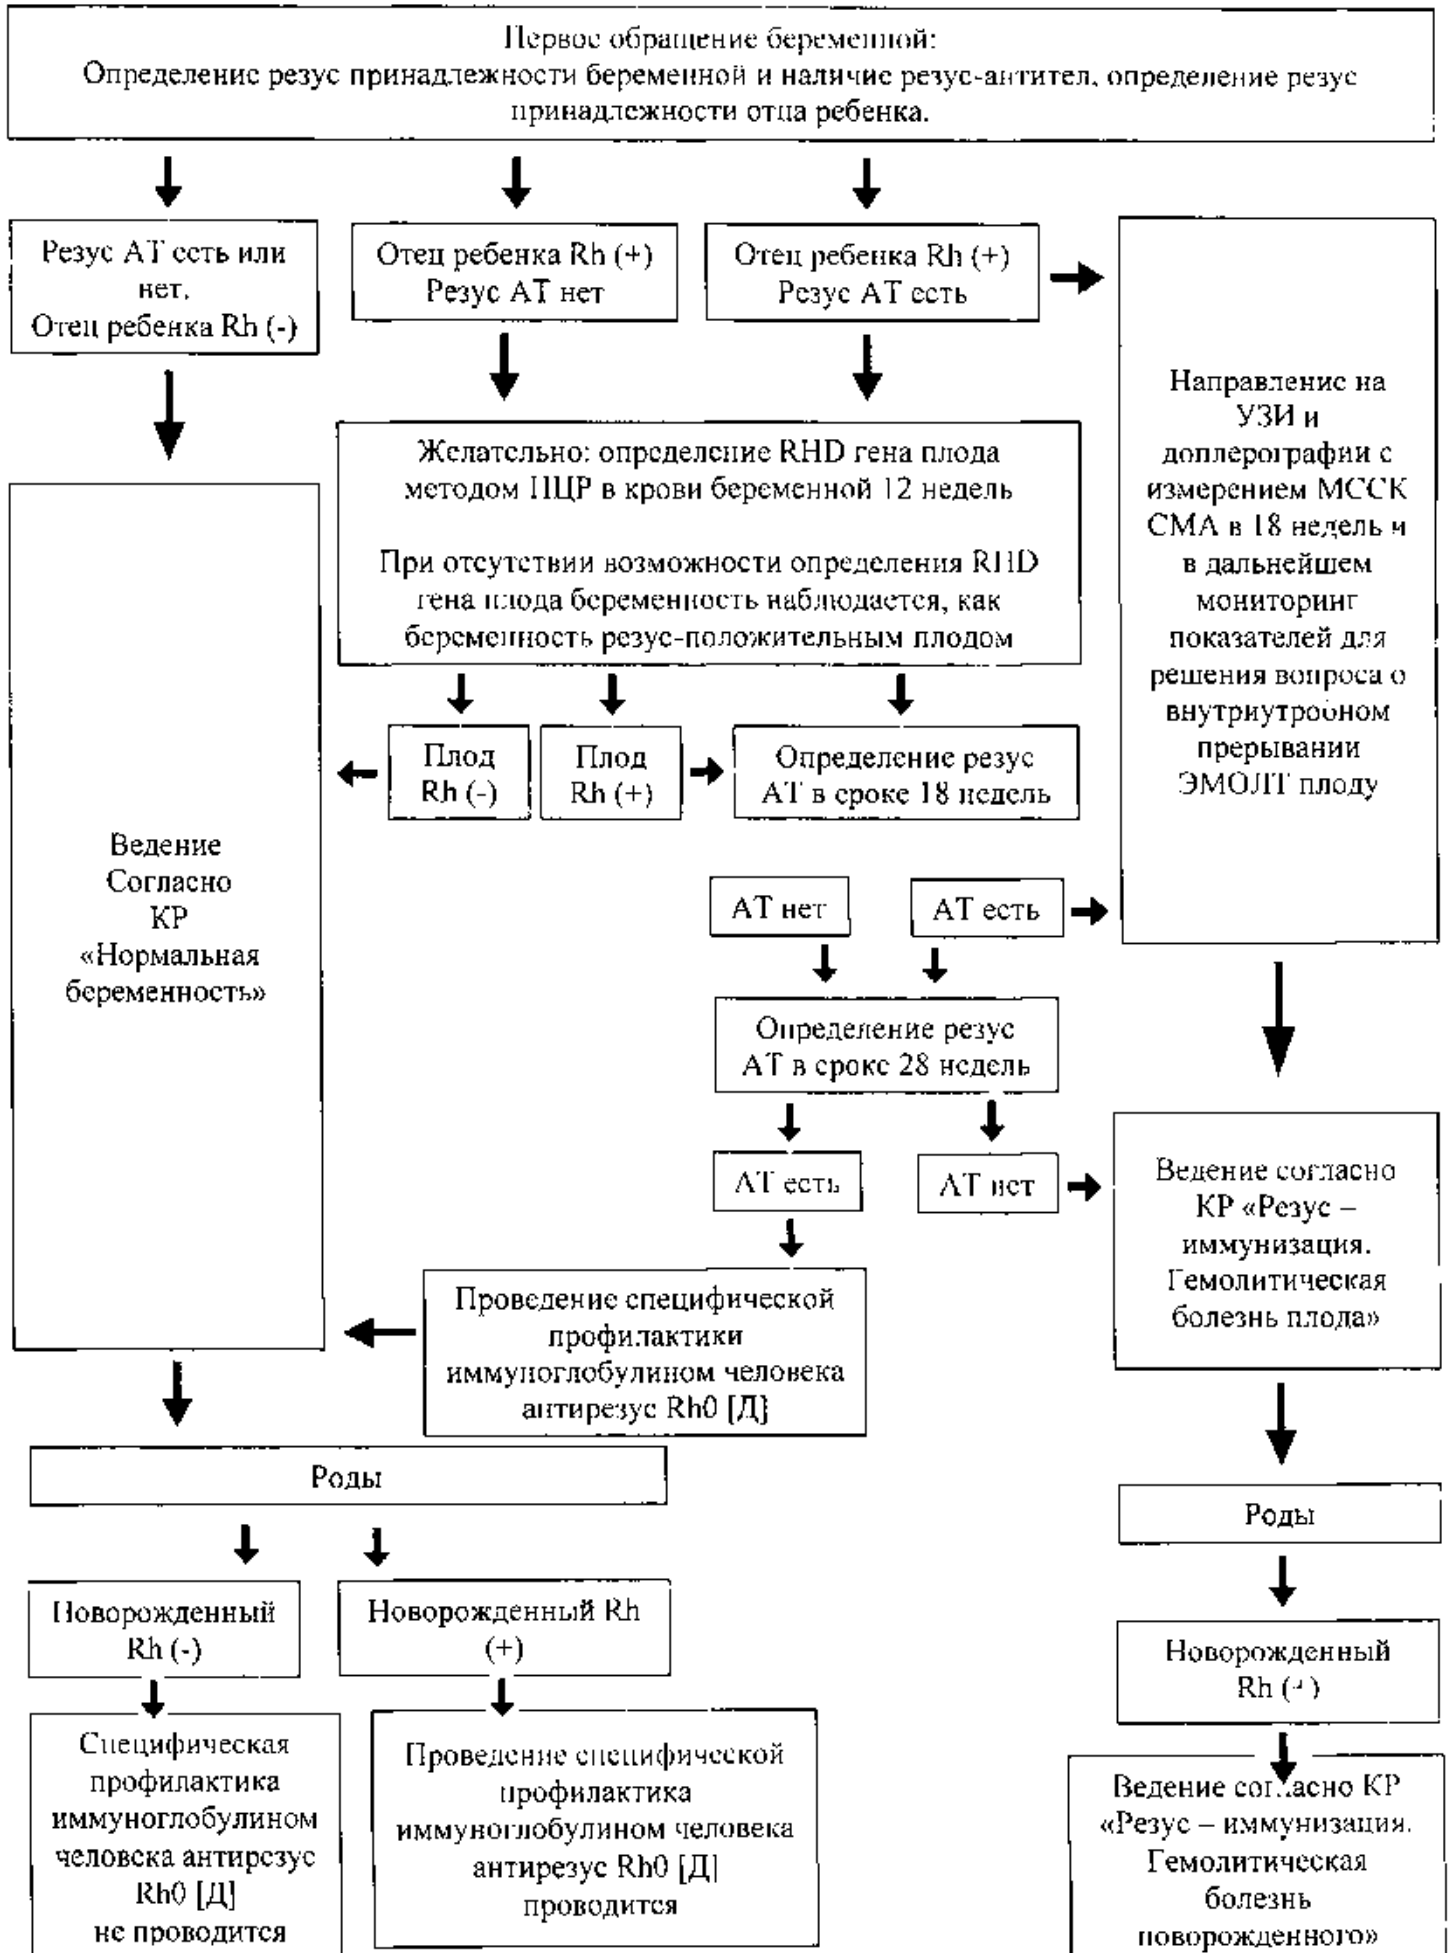 Первое обращение беременной:
Определение резус принадлежности беременной и наличие резус-антител, определение резус
принадлежности отца ребенка.
Резус АТ есть или
нет,
Отец ребенка Rh (-)
Отец ребенка Rh (+)
Резус АТ нет
Отец ребенка Rh (+)
Резус АТ есть
Направление на
УЗИ и
доплерографии с
измерением МССК
СМА в 18 недель и
в дальнейшем
мониторинг
показателей для
решения вопроса о
внутриутробном
прерывании
ЭМОЛТ плоду
Желательно: определение RHD гена плода
методом ПЦР в крови беременной 12 недель
При отсутствии возможности определения RHD
гена плода беременность наблюдается, как
беременность резус-положительным плодом
Плод
Rh (-)
Плод
Rh (+)
Определение резус
АТ в сроке 18 недель
Ведение
Согласно
КР
«Нормальная
беременность»
АТ нет
АТ есть
Определение резус
АТ в сроке 28 недель
АТ есть
АТ нет
Ведение согласно
КР «Резус –
иммунизация.
Гемолитическая
болезнь плода»
Проведение специфической
профилактики
иммуноглобулином человека
антирезус Rh0 [Д]
Роды
Роды
Новорожденный
Rh (-)
Новорожденный Rh
(+)
Новорожденный
Rh (+)
Специфическая
профилактика
иммуноглобулином
человека антирезус
Rh0 [Д]
не проводится
Проведение специфической
профилактика
иммуноглобулином человека
антирезус Rh0 [Д]
проводится
Ведение согласно КР
«Резус – иммунизация.
Гемолитическая
болезнь
новорожденного»